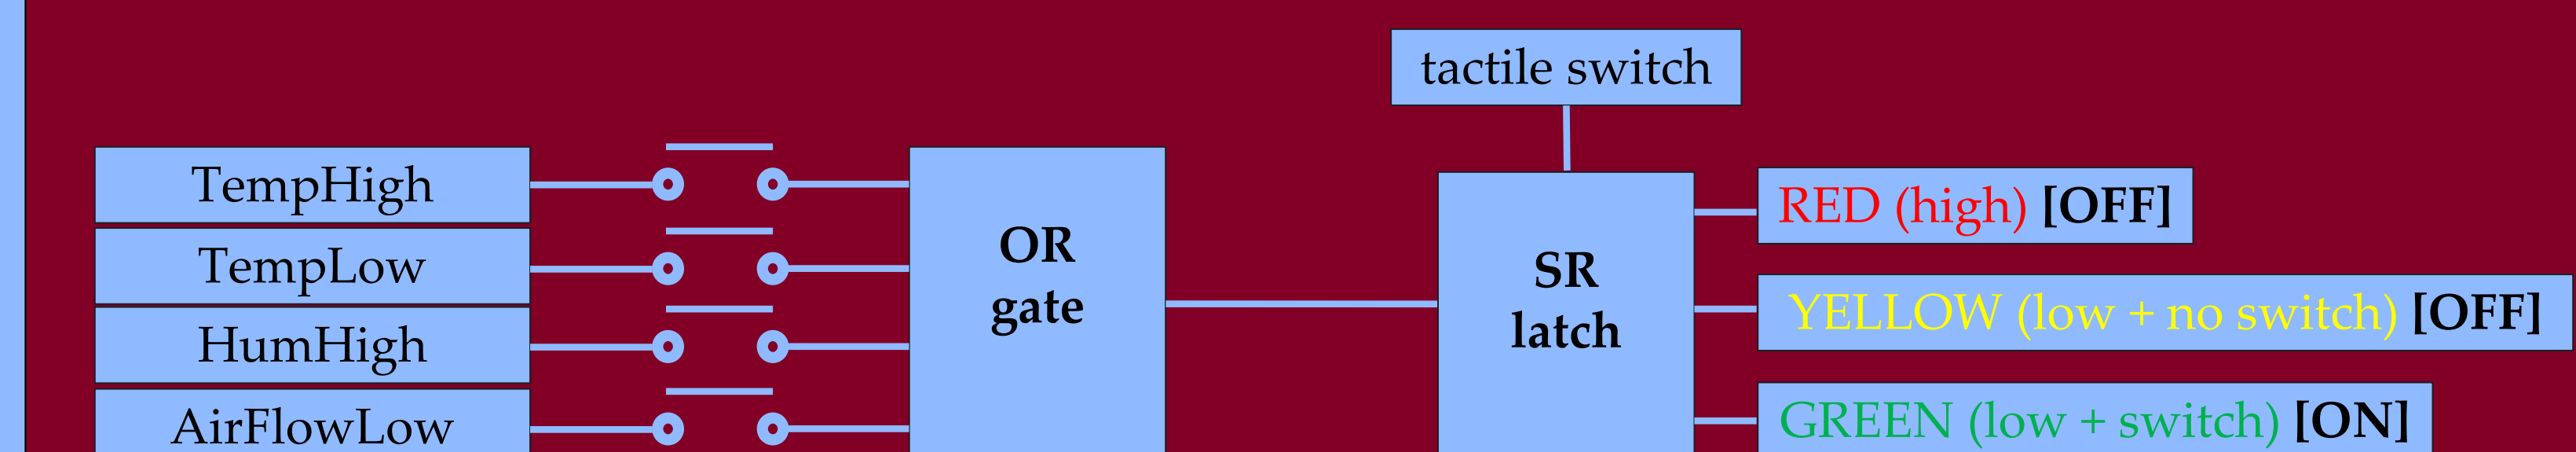 tactile switch
TempHigh
TempLow
HumHigh
AirFlowLow
OR
gate
SR
latch
RED (high) [OFF]
YELLOW (low + no switch) [OFF]
GREEN (low + switch) [ON]